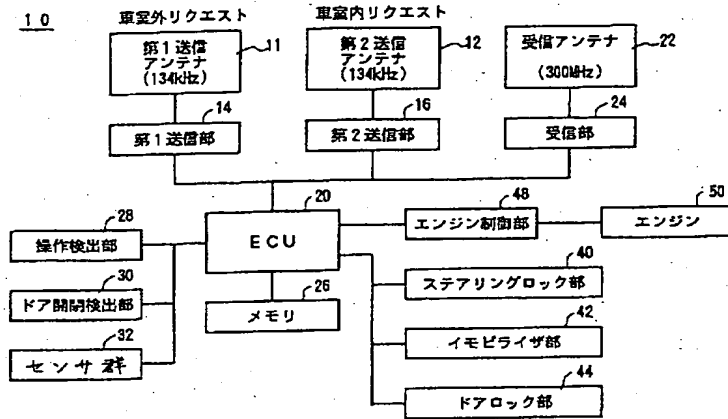 10
車室外リクエスト
車室内リクエスト
第1送信
アンテナ
(134kHz)
11
第2送信
アンテナ
(134kHz)
12
受信アンテナ
(300MHz)
22
14
第1送信部
16
第2送信部
24
受信部
20
ECU
48
エンジン制御部
50
エンジン
28
操作検出部
30
ドア開閉検出部
32
センサ群
26
メモリ
40
ステアリングロック部
42
イモビライザ部
44
ドアロック部